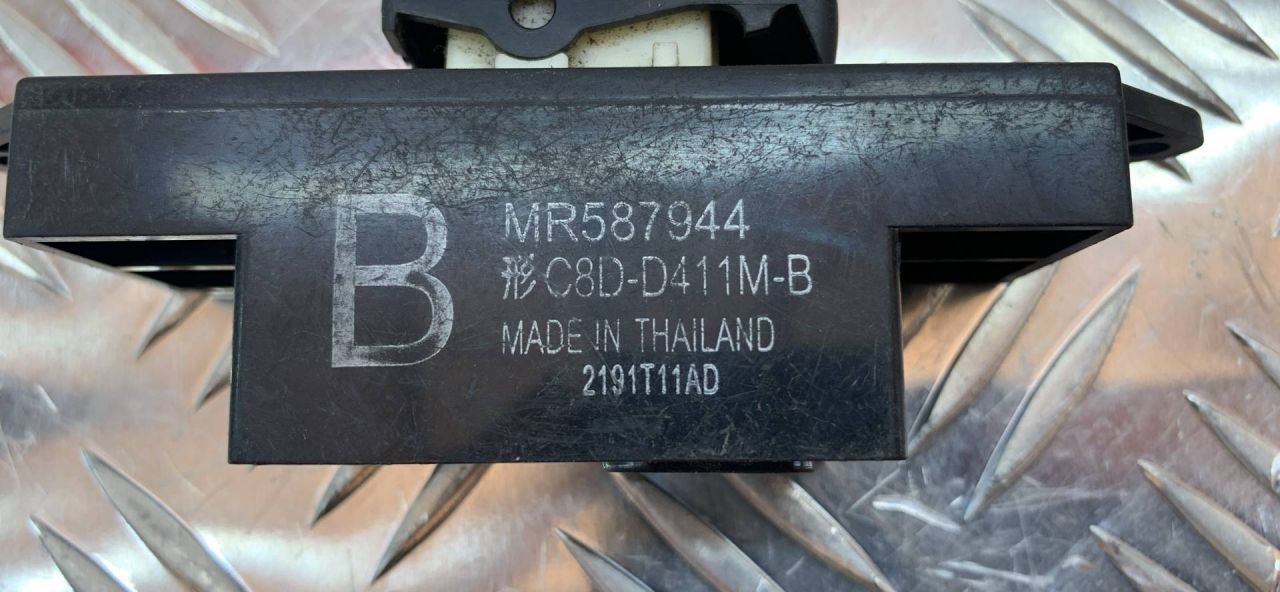 B
MR587944
形C8D-D411M-B
MADE IN THAILAND
2191T11AD